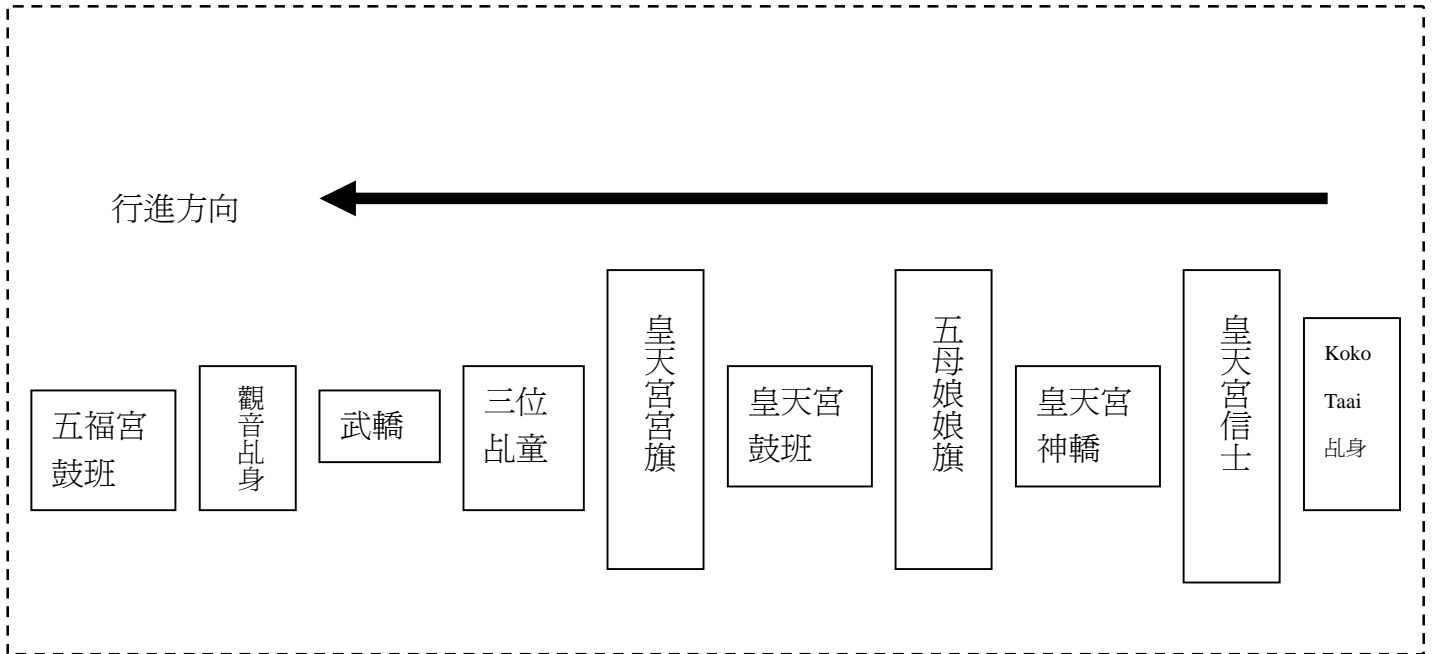 行進方向
五福宮
鼓班
觀音乩身
武轎
三位
乩童
皇天宮宮旗
皇天宮
鼓班
五母娘娘旗
皇天宮
神轎
皇天宮信士
Koko
Taai
乩身